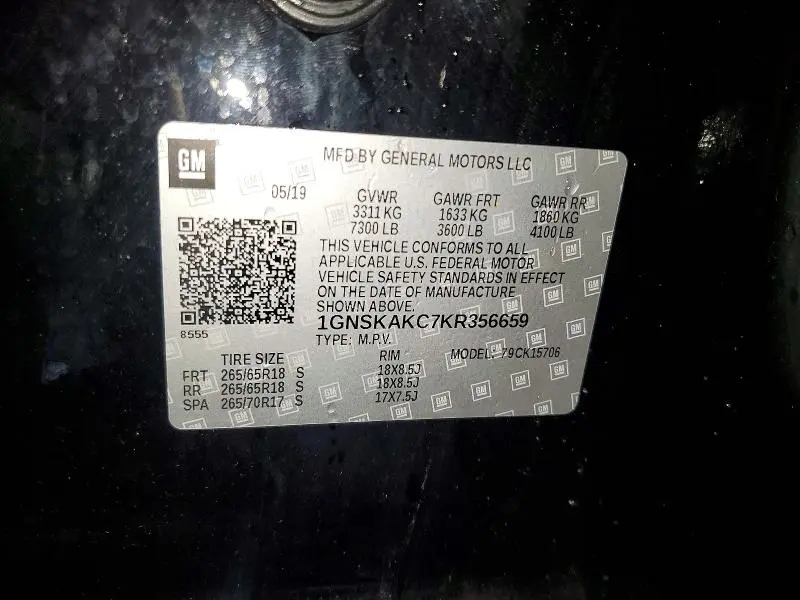 GM
MFD BY GENERAL MOTORS LLC
05/19 GVWR GAWR FRT GAWR RR
3311 KG 1633 KG 1860 KG
7300 LB 3600 LB 4100 LB
THIS VEHICLE CONFORMS TO ALL
APPLICABLE U.S. FEDERAL MOTOR
VEHICLE SAFETY STANDARDS IN EFFECT
ON THE DATE OF MANUFACTURE
SHOWN ABOVE.
1GNSKAKC7KR356659
8555
TYPE: M.P.V.
TIRE SIZE RIM MODEL: 79CK15706
FRT 265/65R18 S 18X8.5J
RR 265/65R18 S 18X8.5J
SPA 265/70R17 S 17X7.5J